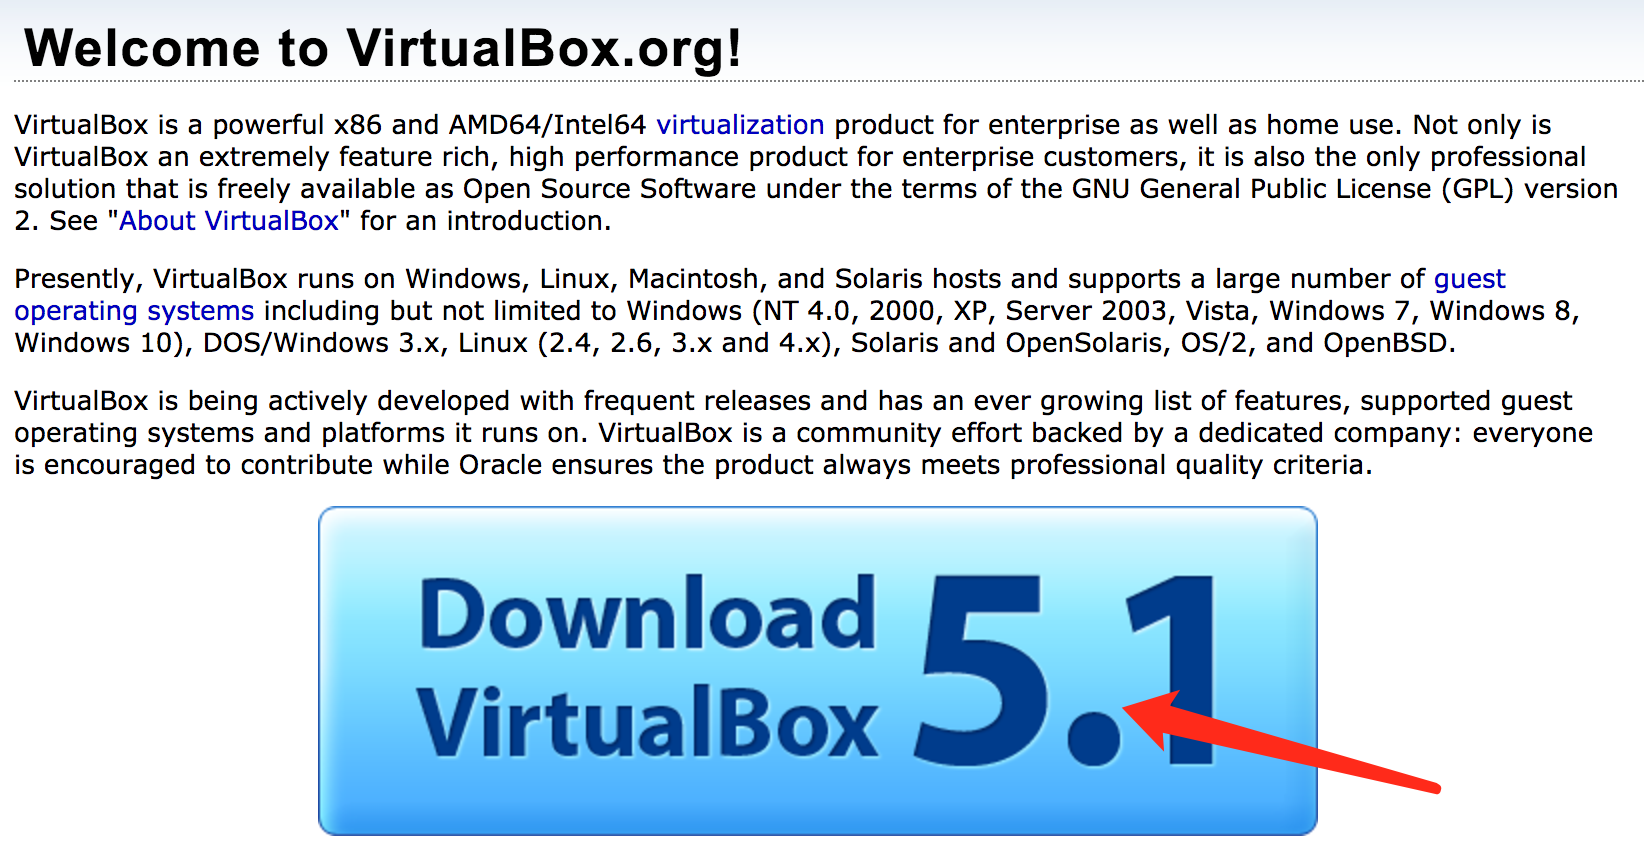 Welcome to VirtualBox.org!
VirtualBox is a powerful x86 and AMD64/Intel64 virtualization product for enterprise as well as home use. Not only is
VirtualBox an extremely feature rich, high performance product for enterprise customers, it is also the only professional
solution that is freely available as Open Source Software under the terms of the GNU General Public License (GPL) version
2. See "About VirtualBox" for an introduction.
Presently, VirtualBox runs on Windows, Linux, Macintosh, and Solaris hosts and supports a large number of guest
operating systems including but not limited to Windows (NT 4.0, 2000, XP, Server 2003, Vista, Windows 7, Windows 8,
Windows 10), DOS/Windows 3.x, Linux (2.4, 2.6, 3.x and 4.x), Solaris and OpenSolaris, OS/2, and OpenBSD.
VirtualBox is being actively developed with frequent releases and has an ever growing list of features, supported guest
operating systems and platforms it runs on. VirtualBox is a community effort backed by a dedicated company: everyone
is encouraged to contribute while Oracle ensures the product always meets professional quality criteria.
Download
VirtualBox
5.1